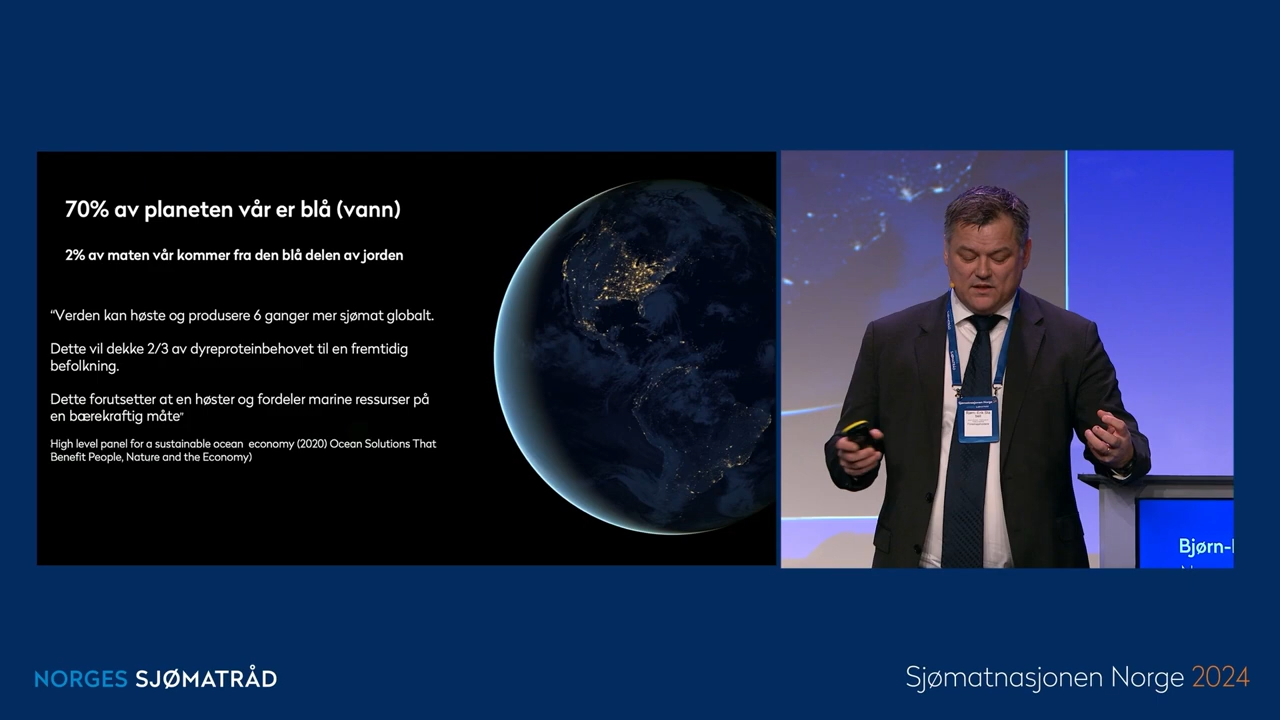 70% av planeten vår er blå (vann)
2% av maten vår kommer fra den blå delen av jorden
“Verden kan høste og produsere 6 ganger mer sjømat globalt.
Dette vil dekke 2/3 av dyreproteinbehovet til en fremtidig
befolkning.
Dette forutsetter at en høster og fordeler marine ressurser på
en bærekraftig måte”
High level panel for a sustainable ocean economy (2020) Ocean Solutions That
Benefit People, Nature and the Economy)
Bjørn-
NORGES SJØMATRÅD
Sjømatnasjonen Norge 2024